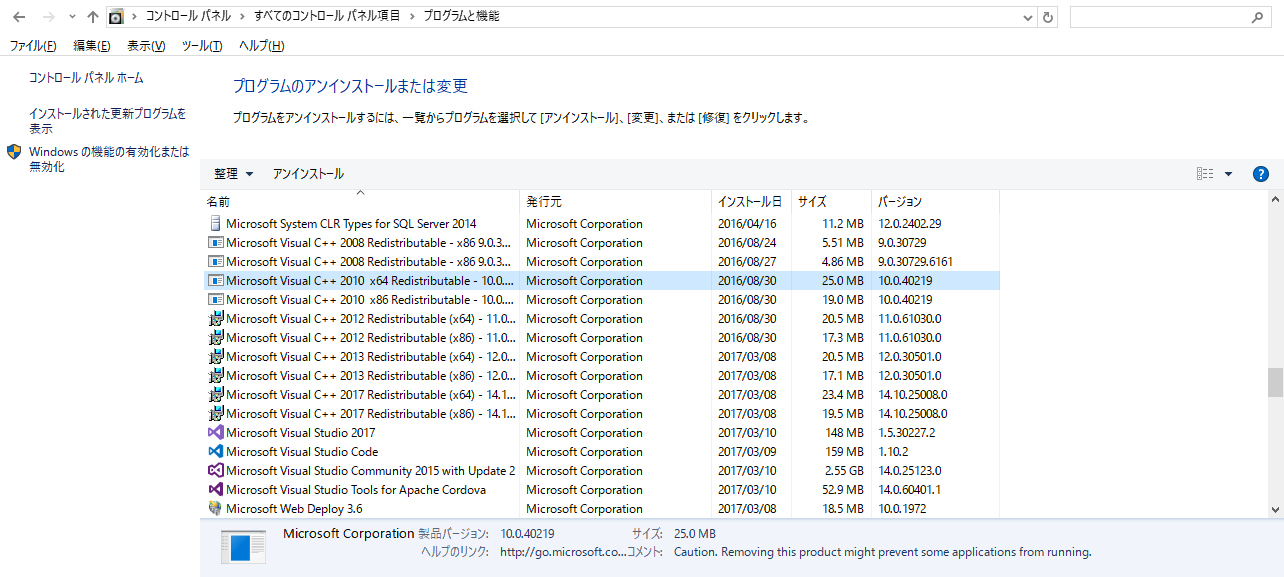 コントロール パネル › すべてのコントロール パネル項目 › プログラムと機能
ファイル(F) 編集(E) 表示(V) ツール(T) ヘルプ(H)
コントロール パネル ホーム
インストールされた更新プログラムを
表示
Windows の機能の有効化または
無効化
プログラムのアンインストールまたは変更
プログラムをアンインストールするには、一覧からプログラムを選択して [アンインストール]、[変更]、または [修復] をクリックします。
整理 アンインストール
名前 発行元 インストール日 サイズ バージョン
Microsoft System CLR Types for SQL Server 2014 Microsoft Corporation 2016/04/16 11.2 MB 12.0.2402.29
Microsoft Visual C++ 2008 Redistributable - x86 9.0.3... Microsoft Corporation 2016/08/24 5.51 MB 9.0.30729
Microsoft Visual C++ 2008 Redistributable - x86 9.0.3... Microsoft Corporation 2016/08/27 4.86 MB 9.0.30729.6161
Microsoft Visual C++ 2010 x64 Redistributable - 10.0.... Microsoft Corporation 2016/08/30 25.0 MB 10.0.40219
Microsoft Visual C++ 2010 x86 Redistributable - 10.0.... Microsoft Corporation 2016/08/30 19.0 MB 10.0.40219
Microsoft Visual C++ 2012 Redistributable (x64) - 11.0... Microsoft Corporation 2016/08/30 20.5 MB 11.0.61030.0
Microsoft Visual C++ 2012 Redistributable (x86) - 11.0... Microsoft Corporation 2016/08/30 17.3 MB 11.0.61030.0
Microsoft Visual C++ 2013 Redistributable (x64) - 12.0... Microsoft Corporation 2017/03/08 20.5 MB 12.0.30501.0
Microsoft Visual C++ 2013 Redistributable (x86) - 12.0... Microsoft Corporation 2017/03/08 17.1 MB 12.0.30501.0
Microsoft Visual C++ 2017 Redistributable (x64) - 14.1... Microsoft Corporation 2017/03/08 23.4 MB 14.10.25008.0
Microsoft Visual C++ 2017 Redistributable (x86) - 14.1... Microsoft Corporation 2017/03/08 19.5 MB 14.10.25008.0
Microsoft Visual Studio 2017 Microsoft Corporation 2017/03/10 148 MB 1.5.30227.2
Microsoft Visual Studio Code Microsoft Corporation 2017/03/09 159 MB 1.10.2
Microsoft Visual Studio Community 2015 with Update 2 Microsoft Corporation 2017/03/10 2.55 GB 14.0.25123.0
Microsoft Visual Studio Tools for Apache Cordova Microsoft Corporation 2017/03/10 52.9 MB 14.0.60401.1
Microsoft Web Deploy 3.6 Microsoft Corporation 2017/03/08 18.5 MB 10.0.1972
Microsoft Corporation 製品バージョン: 10.0.40219 サイズ: 25.0 MB
ヘルプのリンク: http://go.microsoft.co... コメント: Caution. Removing this product might prevent some applications from running.